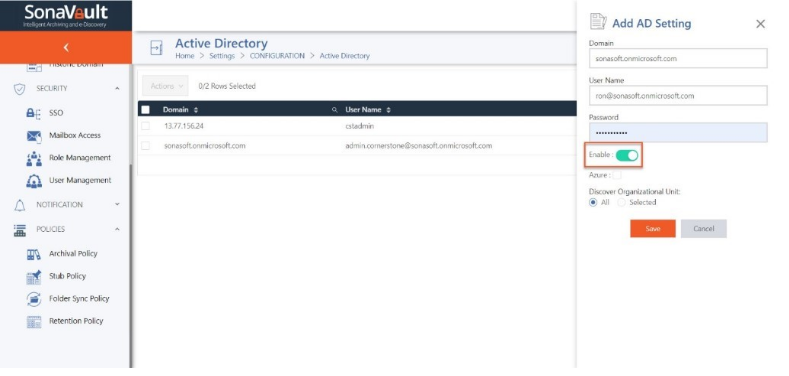 SonaVault
Intelligent Archiving and e-Discovery
Historic Domain
SECURITY
SSO
Mailbox Access
Role Management
User Management
NOTIFICATION
POLICIES
Archival Policy
Stub Policy
Folder Sync Policy
Retention Policy
Active Directory
Home > Settings > CONFIGURATION > Active Directory
Actions 0/2 Rows Selected
Domain User Name
13.77.156.24 cstadmin
sonasoft.onmicrosoft.com admin.cornerstone@sonasoft.onmicrosoft.com
Add AD Setting
Domain
sonasoft.onmicrosoft.com
User Name
ron@sonasoft.onmicrosoft.com
Password
•••••••••••
Enable :
Azure :
Discover Organizational Unit:
All Selected
Save Cancel